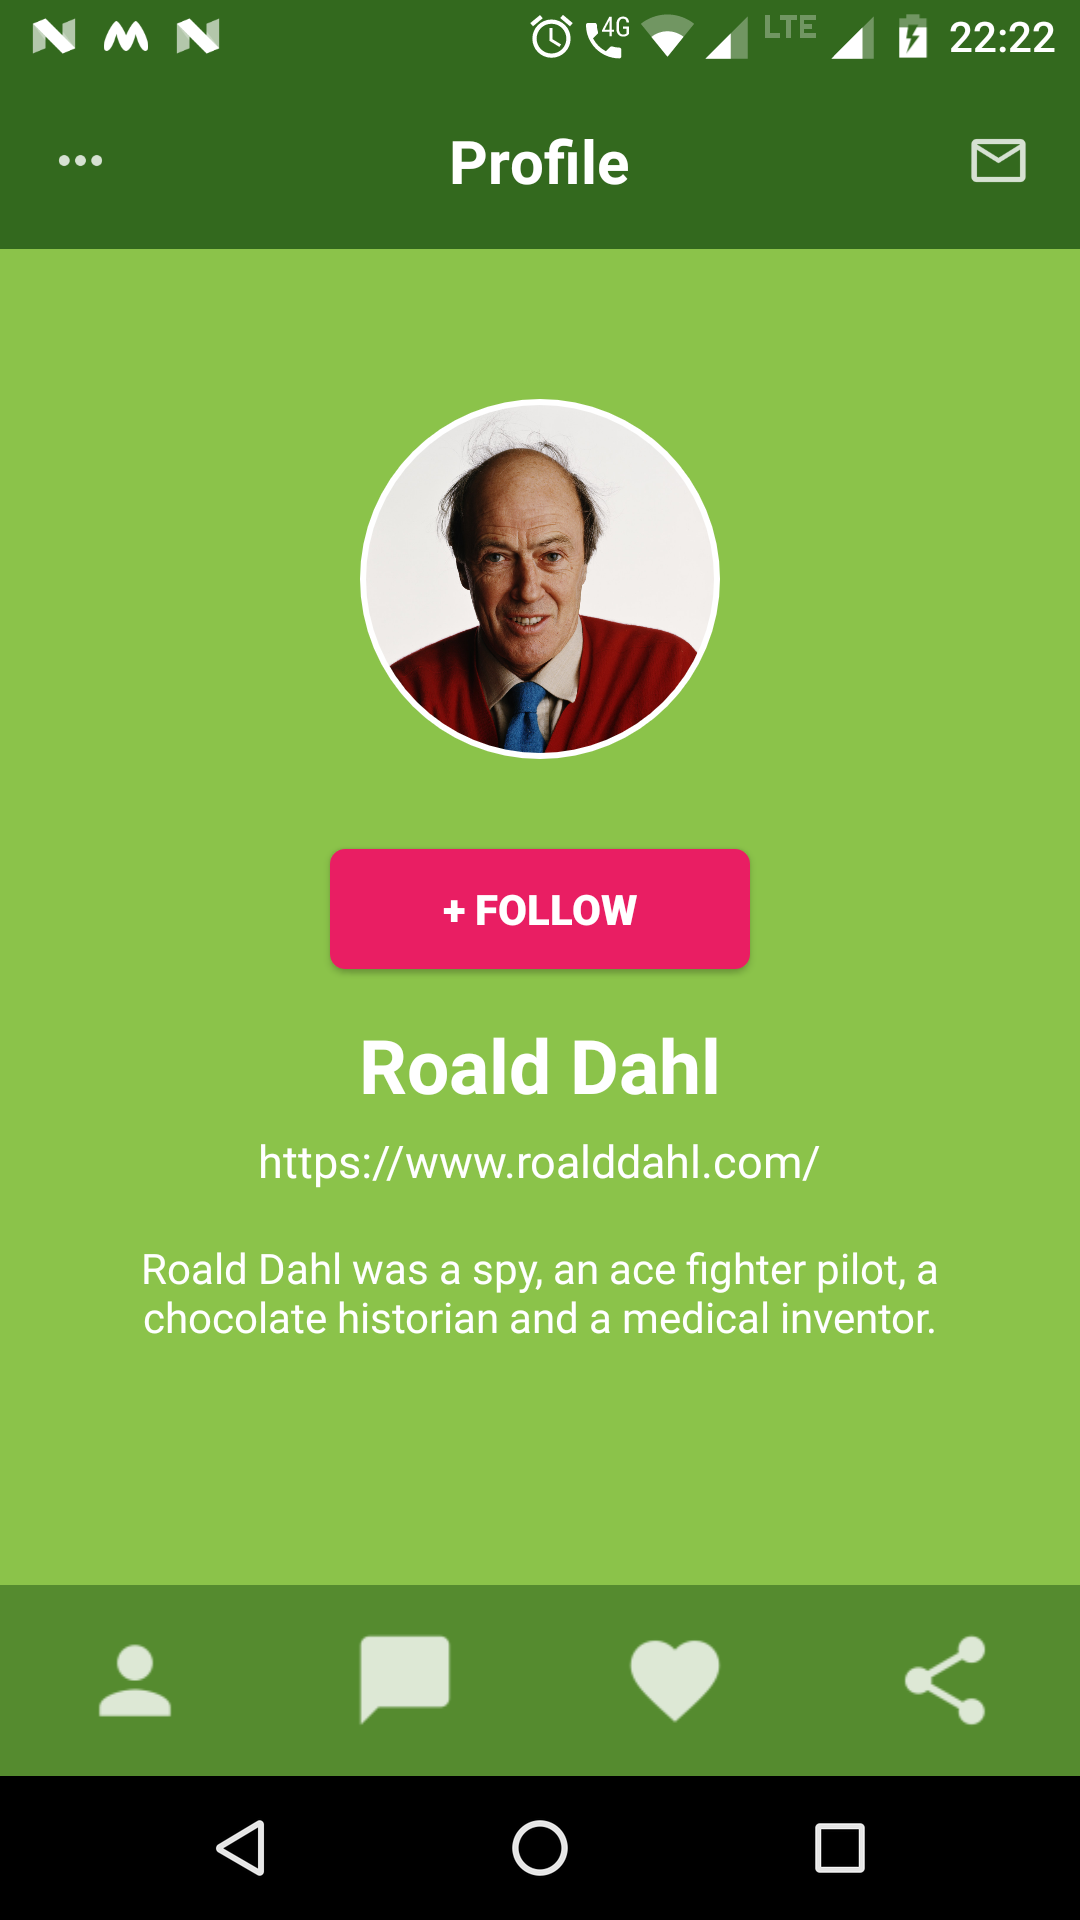 4G LTE 22:22
Profile
+ FOLLOW
Roald Dahl
https://www.roalddahl.com/
Roald Dahl was a spy, an ace fighter pilot, a
chocolate historian and a medical inventor.